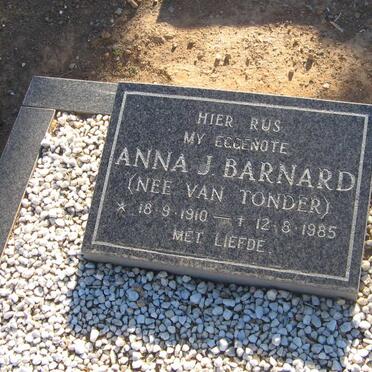 HIER RUS
MY EGGENOTE
ANNA J BARNARD
(NEE VAN TONDER)
* 18·9·1910 — † 12·8·1985
MET LIEFDE